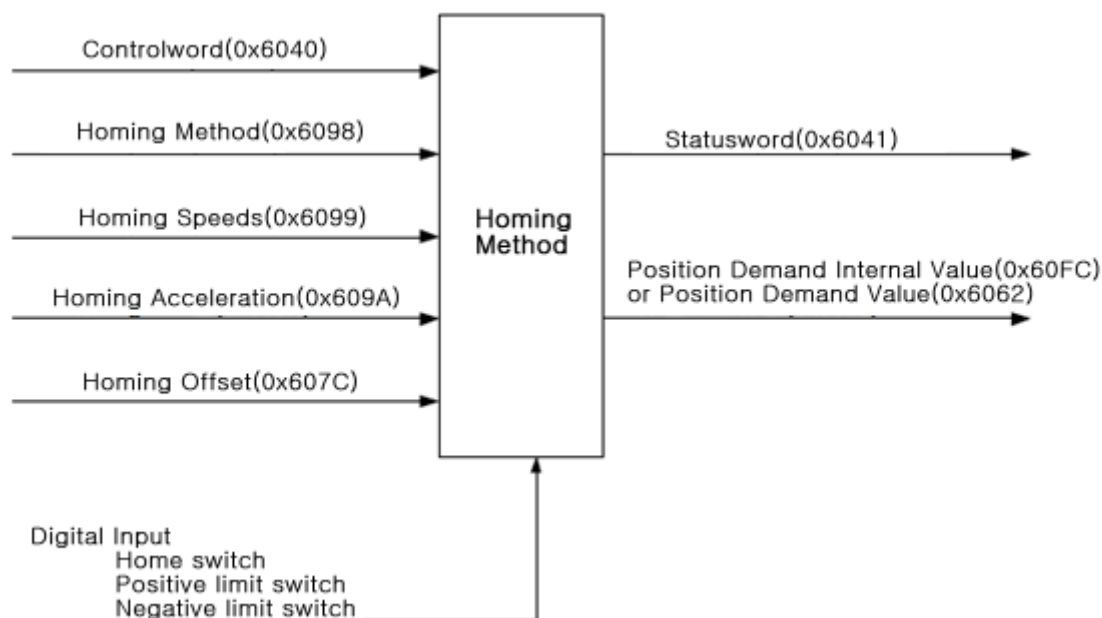 Controlword(0x6040)
Homing Method(0x6098)
Homing Speeds(0x6099)
Homing Acceleration(0x609A)
Homing Offset(0x607C)
Homing
Method
Statusword(0x6041)
Position Demand Internal Value(0x60FC)
or Position Demand Value(0x6062)
Digital Input
Home switch
Positive limit switch
Negative limit switch